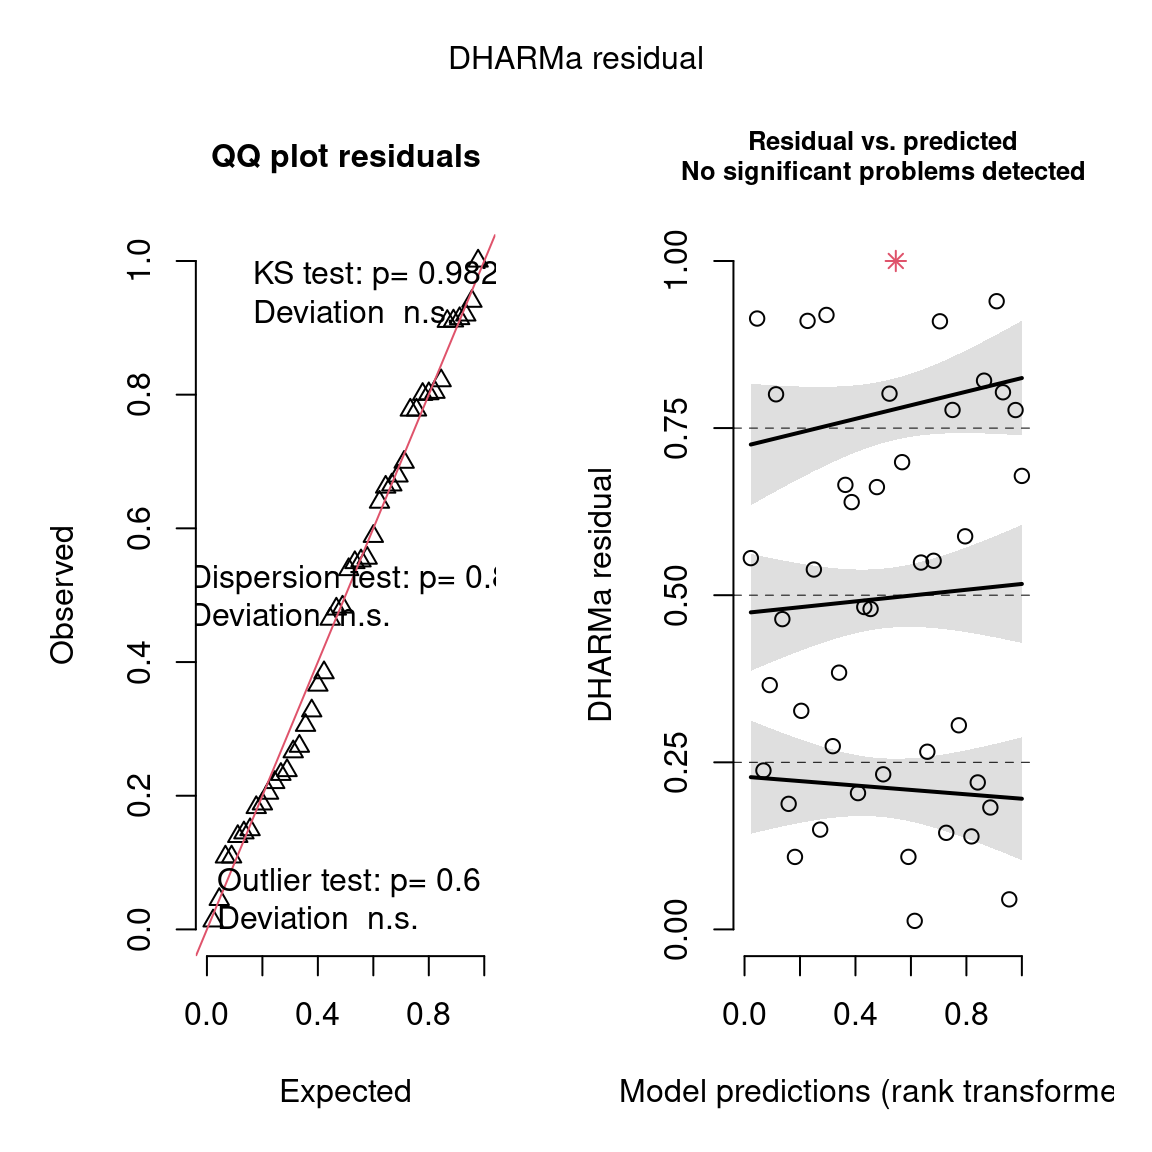 DHARMa residual
QQ plot residuals
KS test: p= 0.982
Deviation n.s.
Dispersion test: p= 0.8
Deviation n.s.
Outlier test: p= 0.6
Deviation n.s.
Observed
1.0
0.8
0.6
0.4
0.2
0.0
0.0 0.4 0.8
Expected
Residual vs. predicted
No significant problems detected
DHARMa residual
1.00
0.75
0.50
0.25
0.00
0.0 0.4 0.8
Model predictions (rank transforme